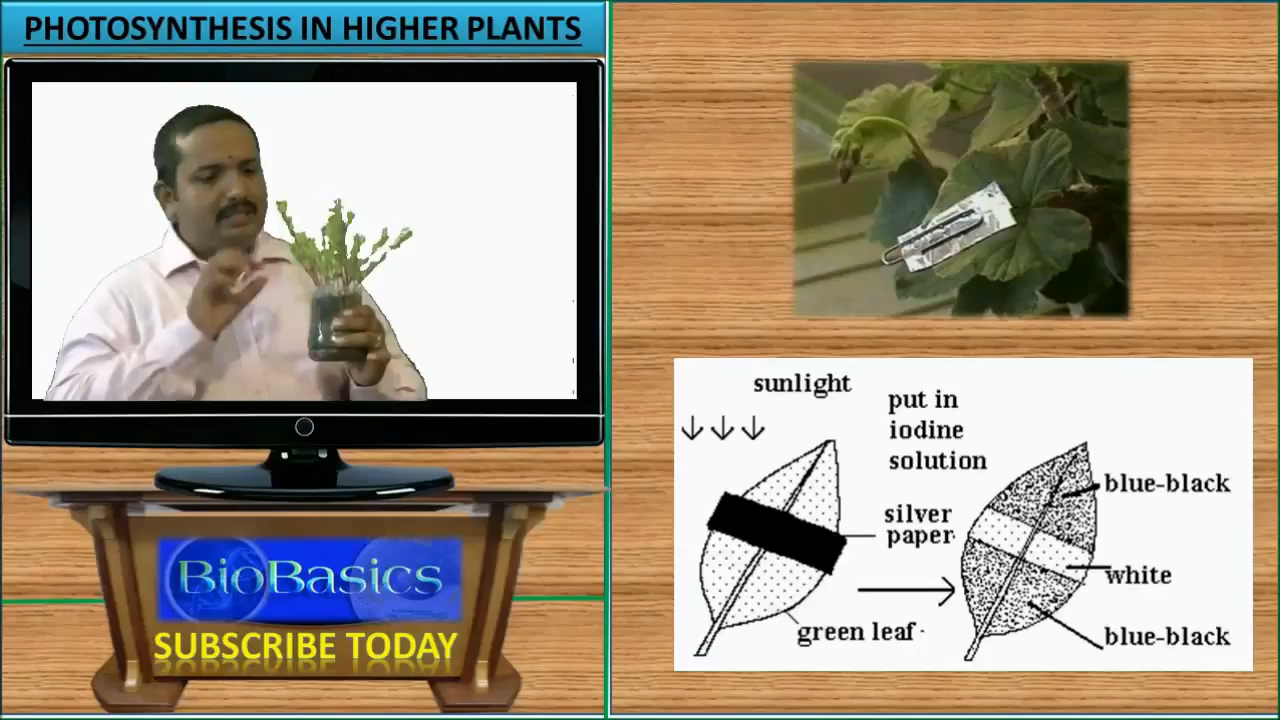 PHOTOSYNTHESIS IN HIGHER PLANTS
BioBasics
SUBSCRIBE TODAY
sunlight
put in
iodine
solution
silver
paper
green leaf
blue-black
white
blue-black